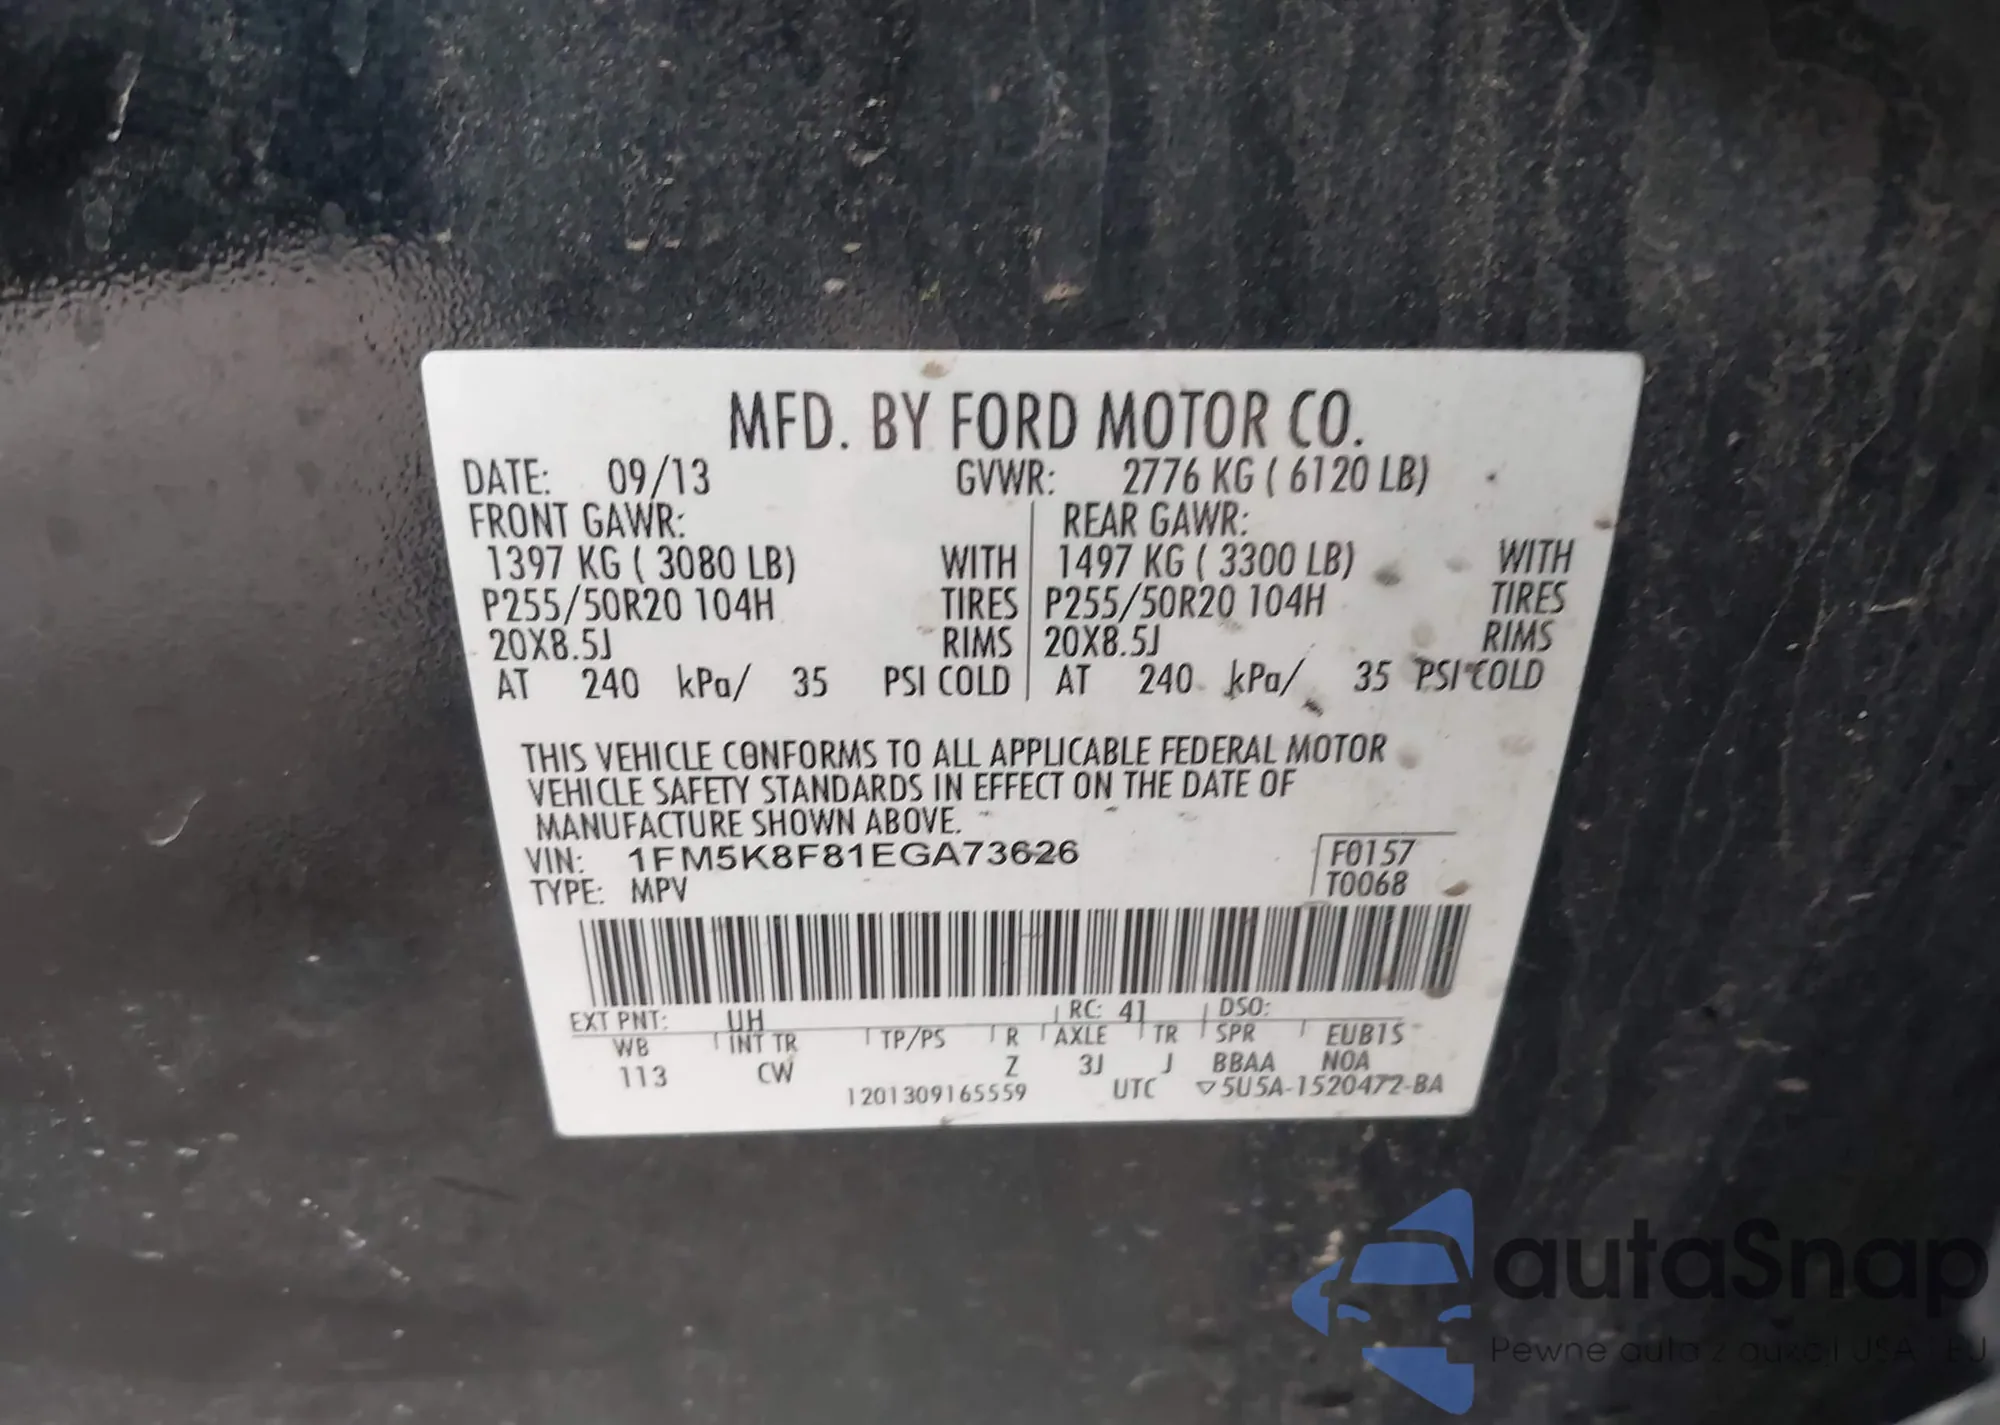 MFD. BY FORD MOTOR CO.
DATE: 09/13 GVWR: 2776 KG ( 6120 LB)
FRONT GAWR: REAR GAWR:
1397 KG ( 3080 LB) WITH 1497 KG ( 3300 LB) WITH
P255/50R20 104H TIRES P255/50R20 104H TIRES
20X8.5J RIMS 20X8.5J RIMS
AT 240 kPa/ 35 PSI COLD AT 240 kPa/ 35 PSI COLD
THIS VEHICLE CONFORMS TO ALL APPLICABLE FEDERAL MOTOR
VEHICLE SAFETY STANDARDS IN EFFECT ON THE DATE OF
MANUFACTURE SHOWN ABOVE.
VIN: 1FM5K8F81EGA73626 F0157
TYPE: MPV T0068
EXT PNT: UH RC: 41 DSO:
WB INT TR TP/PS R AXLE TR SPR EUB1S
113 CW Z 3J J BBAA NOA
1201309165559 UTC ▽5U5A-1520472-BA
autaSnap
Pewne auta z aukcji USA